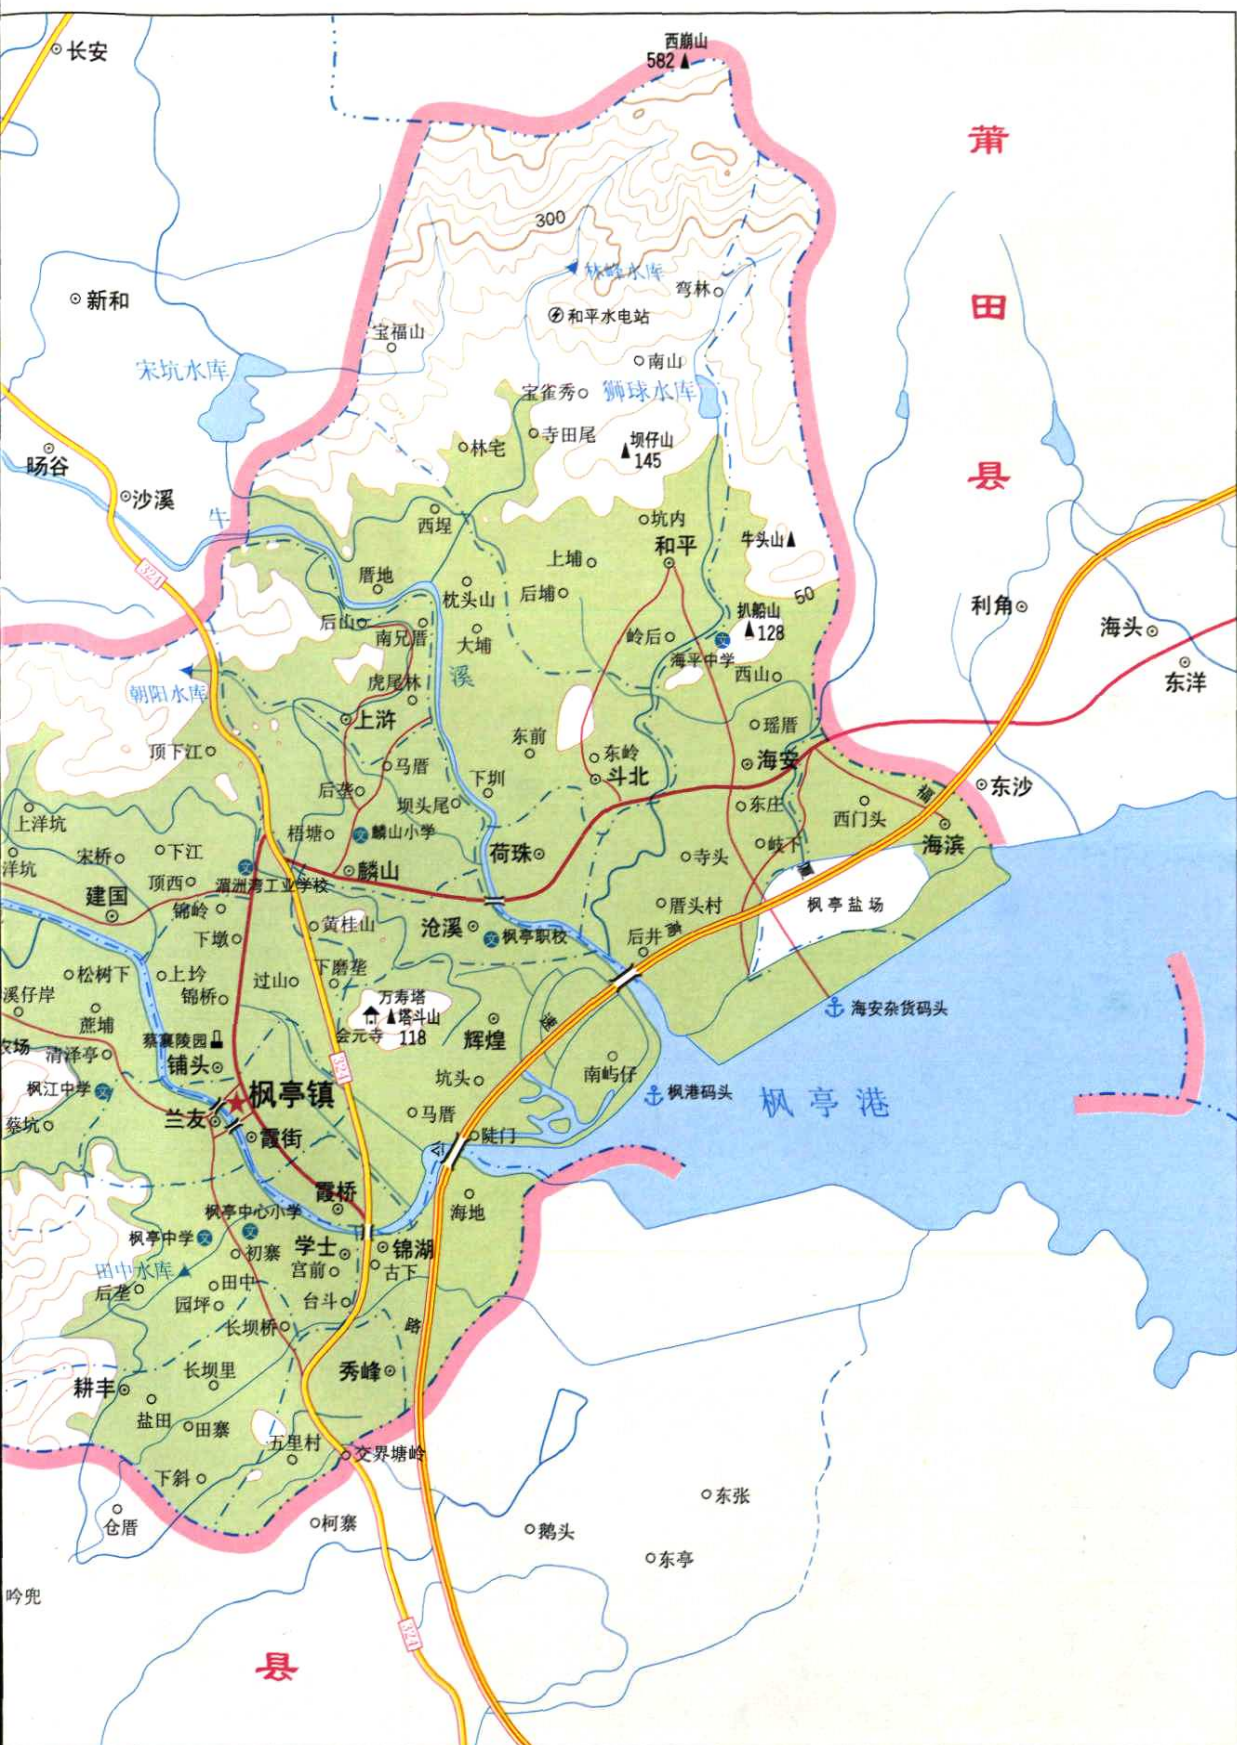 西崩山
582
长安
莆田县
300
林峰水库
弯林
新和
和平水电站
宝福山
宋坑水库
南山
宝雀秀
狮球水库
寺田尾
坝仔山
145
林宅
旸谷
沙溪
牛
西埕
坑内
和平
牛头山
上埔
324
厝地
枕头山
后埔
50
利角
扒船山
128
海头
后山
南兄厝
大埔
岭后
海平中学
西山
东洋
溪
朝阳水库
虎尾林
上浒
瑶厝
顶下江
东前
东岭
海安
马厝
斗北
下圳
东沙
后垄
坝头尾
东庄
福
上洋坑
西门头
梧塘
麟山小学
海滨
洋坑
宋桥
下江
荷珠
寺头
岐下
湄洲湾工业学校
麟山
顶西
建国
枫亭盐场
锦岭
黄桂山
沧溪
厝头村
下墩
枫亭职校
后井
高
松树下
上坽
过山
下磨垄
溪仔岸
锦桥
万寿塔
塔斗山
118
会元寺
海安杂货码头
蔗埔
蔡襄陵园
辉煌
速
农场
清泽亭
铺头
324
坑头
南屿仔
枫江中学
枫亭镇
枫港码头
枫亭港
蔡坑
兰友
霞街
马厝
陡门
霞桥
海地
枫亭中心小学
枫亭中学
初寨
学士
锦湖
田中水库
宫前
古下
后垄
田中
园坪
台斗
长坝桥
路
长坝里
秀峰
耕丰
盐田
田寨
五里村
交界塘岭
下斜
仓厝
柯寨
东张
鹅头
东亭
吟兜
324
县